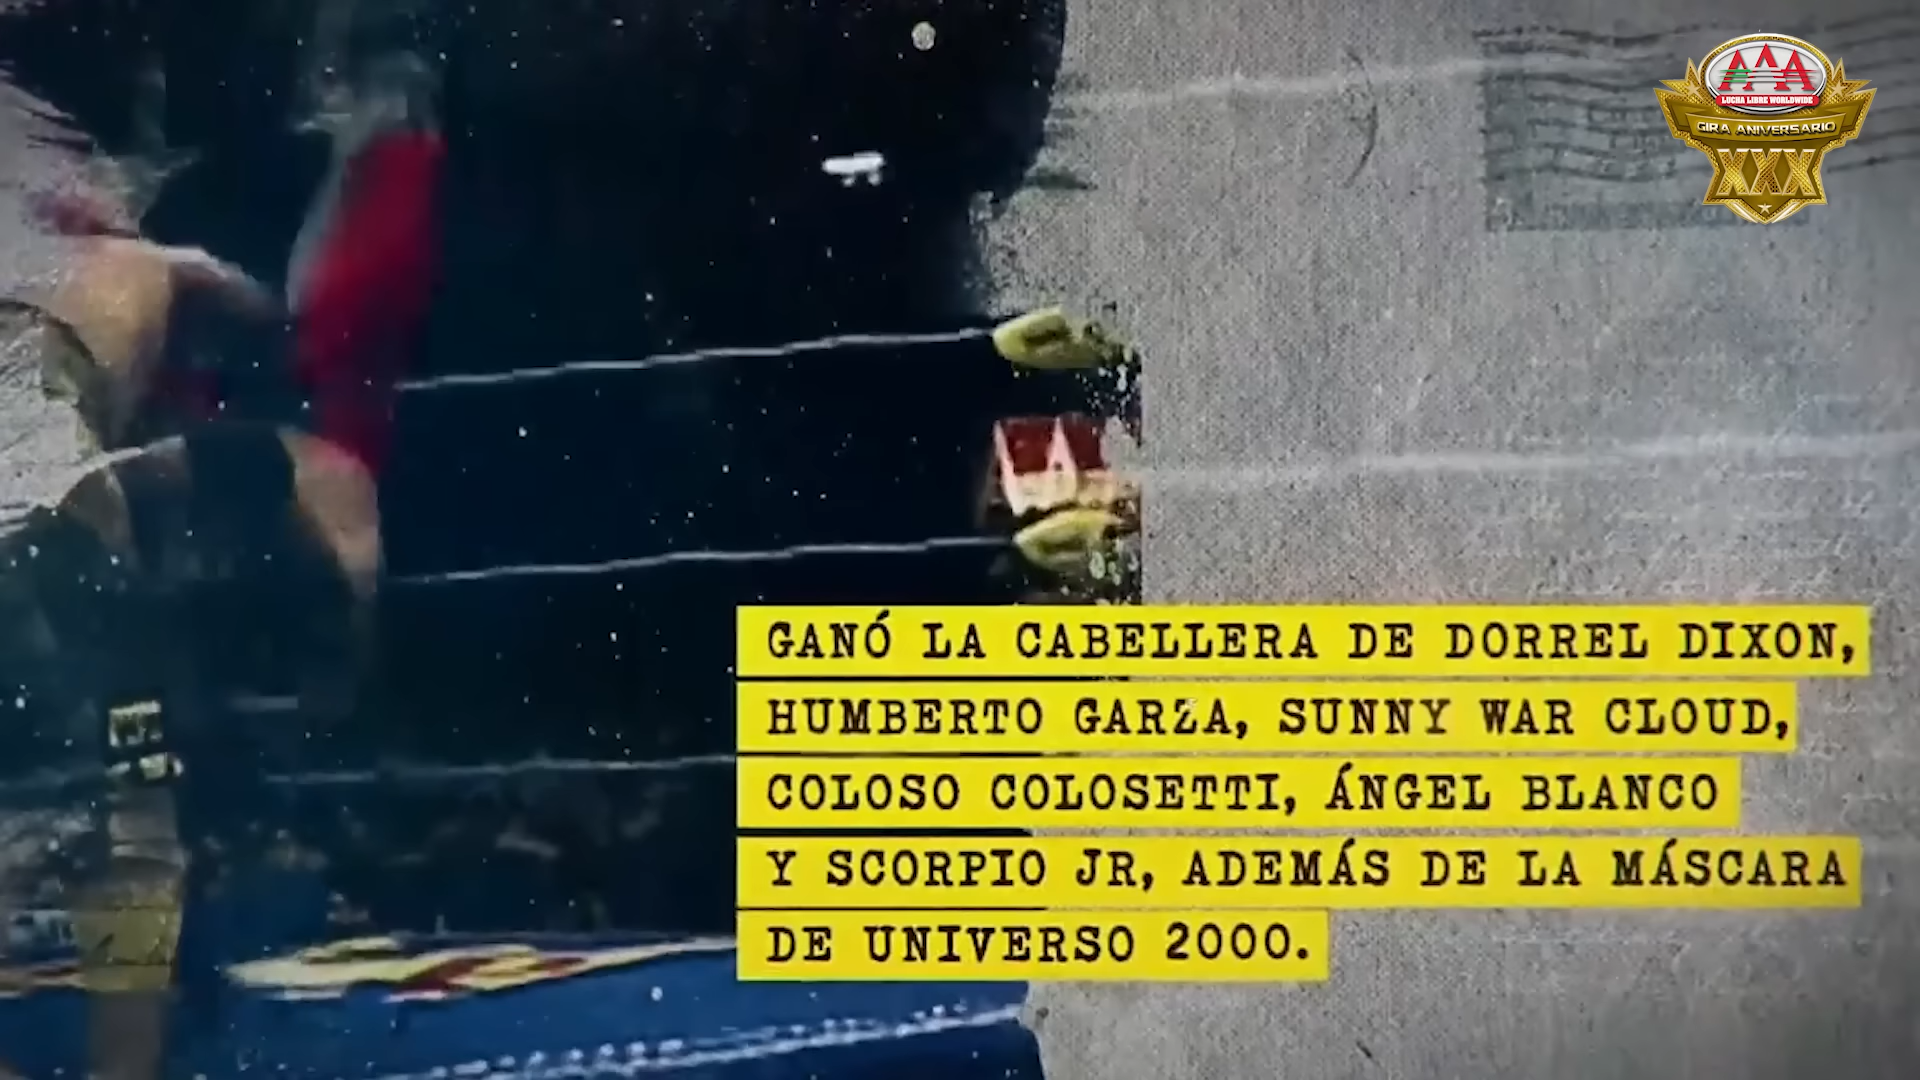 AAA
LUCHA LIBRE WORLDWIDE
GIRA ANIVERSARIO
XXX
GANÓ LA CABELLERA DE DORREL DIXON,
HUMBERTO GARZA, SUNNY WAR CLOUD,
COLOSO COLOSETTI, ÁNGEL BLANCO
Y SCORPIO JR, ADEMÁS DE LA MÁSCARA
DE UNIVERSO 2000.